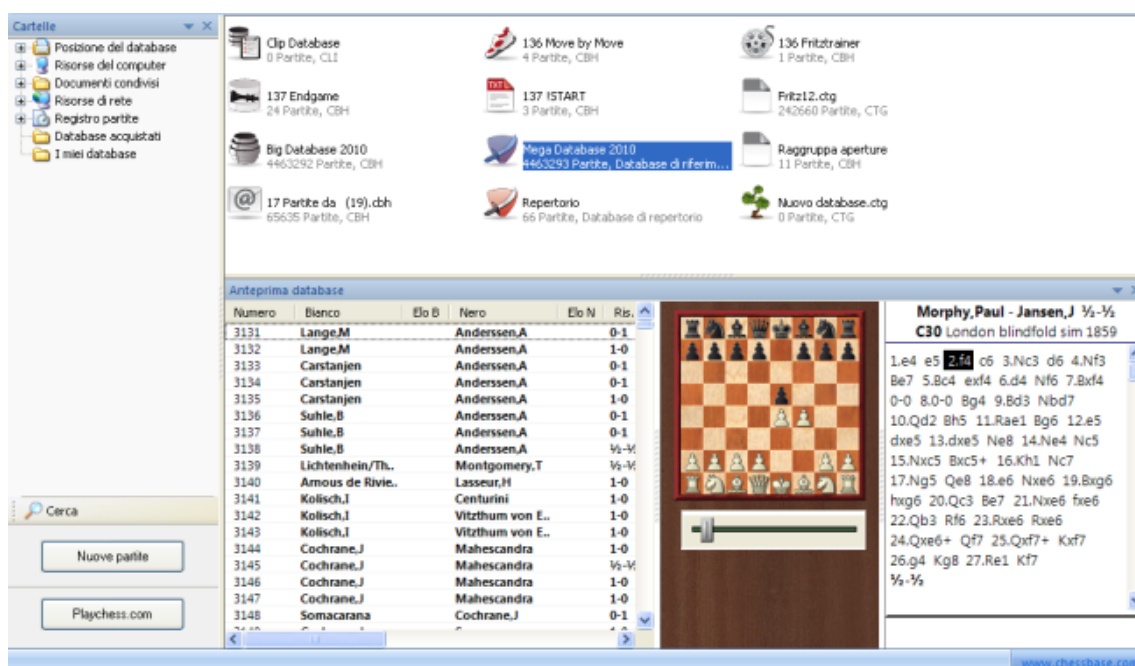 Cartelle
Posizione del database
Risorse del computer
Documenti condivisi
Risorse di rete
Registro partite
Database acquistati
I miei database
Cerca
Nuove partite
Playchess.com
Clip Database
0 Partite, CLI
136 Move by Move
4 Partite, CBH
136 Fritztrainer
1 Partite, CBH
137 Endgame
24 Partite, CBH
TXT
137 !START
3 Partite, CBH
Fritz12.ctg
242660 Partite, CTG
Big Database 2010
4463292 Partite, CBH
Mega Database 2010
4463293 Partite, Database di riferim...
Raggruppa aperture
11 Partite, CBH
@
17 Partite da (19).cbh
65635 Partite, CBH
Repertorio
66 Partite, Database di repertorio
Nuovo database.ctg
0 Partite, CTG
Anteprima database
Numero Bianco Elo B Nero Elo N Ris.
3131 Lange,M Anderssen,A 0-1
3132 Lange,M Anderssen,A 1-0
3133 Carstanjen Anderssen,A 0-1
3134 Carstanjen Anderssen,A 0-1
3135 Carstanjen Anderssen,A 1-0
3136 Suhle,B Anderssen,A 0-1
3137 Suhle,B Anderssen,A 0-1
3138 Suhle,B Anderssen,A ½-½
3139 Lichtenhein/Th.. Montgomery,T ½-½
3140 Arnous de Rivie.. Lasseur,H 1-0
3141 Kolisch,I Centurini 1-0
3142 Kolisch,I Vitzthum von E.. 1-0
3143 Kolisch,I Vitzthum von E.. 1-0
3144 Cochrane,J Mahescandra 1-0
3145 Cochrane,J Mahescandra ½-½
3146 Cochrane,J Mahescandra 1-0
3147 Cochrane,J Mahescandra 1-0
3148 Somacarana Cochrane,J 0-1
Morphy,Paul - Jansen,J ½-½
C30 London blindfold sim 1859
1.e4 e5 2.f4 c6 3.Nc3 d6 4.Nf3
Be7 5.Bc4 exf4 6.d4 Nf6 7.Bxf4
0-0 8.0-0 Bg4 9.Bd3 Nbd7
10.Qd2 Bh5 11.Rae1 Bg6 12.e5
dxe5 13.dxe5 Ne8 14.Ne4 Nc5
15.Nxc5 Bxc5+ 16.Kh1 Nc7
17.Ng5 Qe8 18.e6 Nxe6 19.Bxg6
hxg6 20.Qc3 Be7 21.Nxe6 fxe6
22.Qb3 Rf6 23.Rxe6 Rxe6
24.Qxe6+ Qf7 25.Qxf7+ Kxf7
26.g4 Kg8 27.Re1 Kf7
½-½
www.chessbase.com